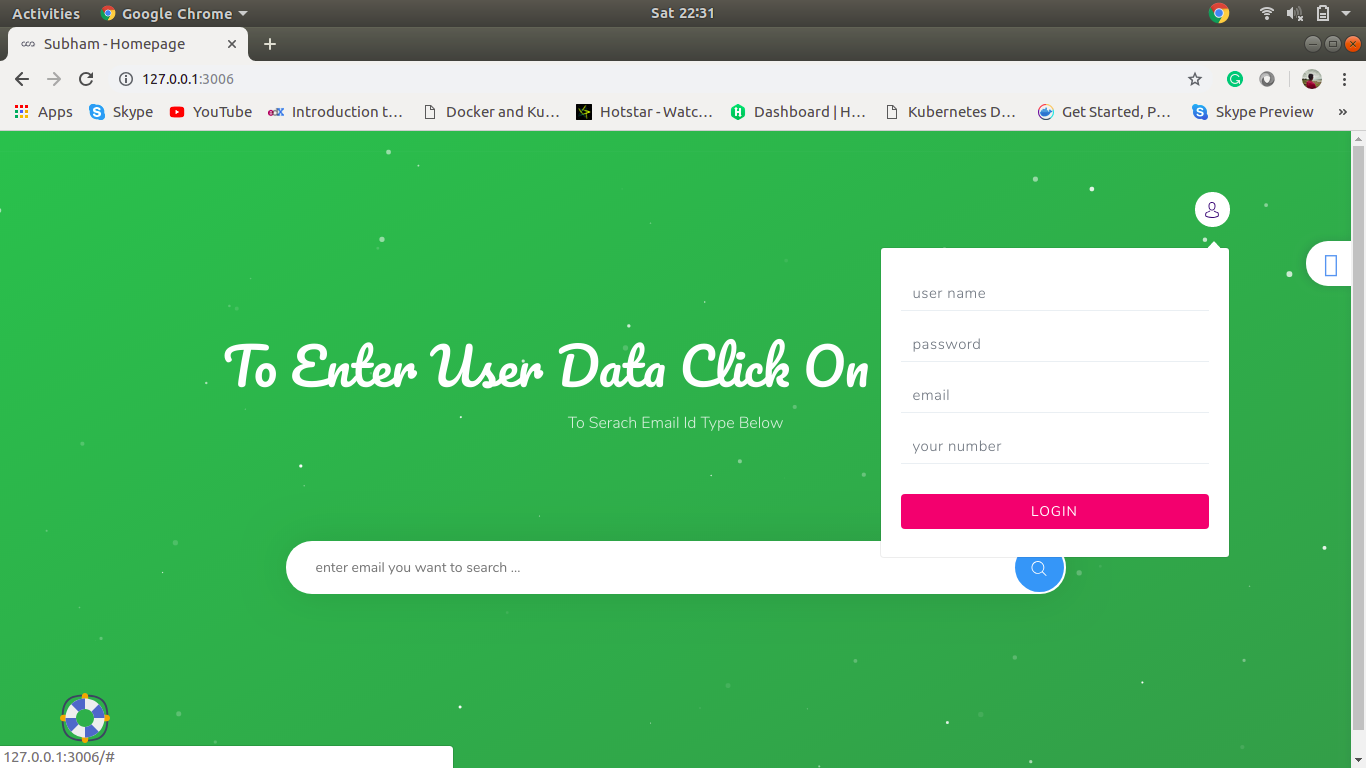 Activities Google Chrome Sat 22:31
Subham - Homepage
127.0.0.1:3006
Apps Skype YouTube edX Introduction t... Docker and Ku... Hotstar - Watc... Dashboard | H... Kubernetes D... Get Started, P... Skype Preview »
user name
password
To Enter User Data Click On
email
To Serach Email Id Type Below
your number
LOGIN
enter email you want to search ...
127.0.0.1:3006/#